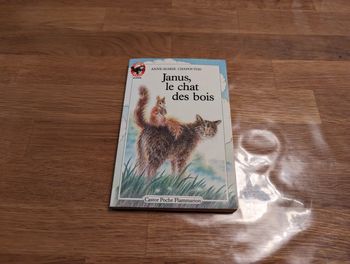 ANNE-MARIE CHAPOUTON
Janus,
le chat
des bois
Castor Poche Flammarion